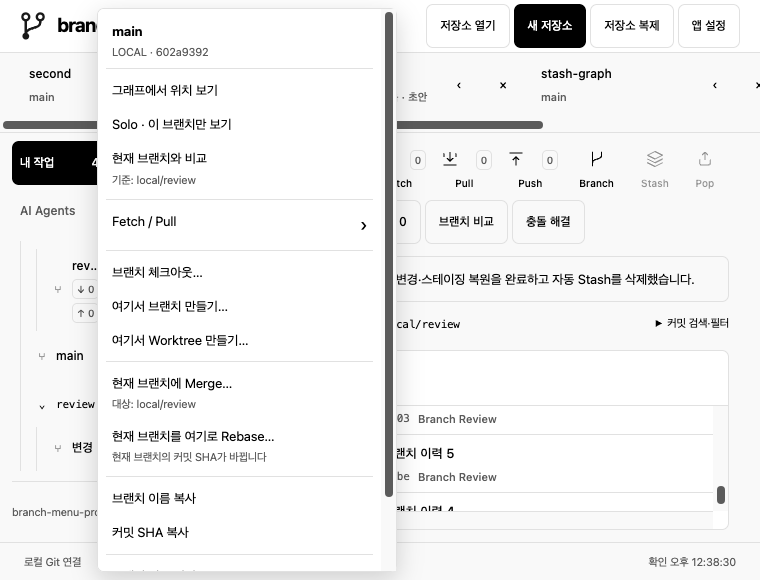 저장소 열기
새 저장소
저장소 복제
앱 설정
second
main
초안
stash-graph
main
main
LOCAL · 602a9392
그래프에서 위치 보기
Solo · 이 브랜치만 보기
현재 브랜치와 비교
기준: local/review
Fetch / Pull
브랜치 체크아웃...
여기서 브랜치 만들기...
여기서 Worktree 만들기...
현재 브랜치에 Merge...
대상: local/review
현재 브랜치를 여기로 Rebase...
현재 브랜치의 커밋 SHA가 바뀝니다
브랜치 이름 복사
커밋 SHA 복사
내 작업
AI Agents
rev...
↓ 0
↑ 0
main
review
변경
0
0
0
Pull
Push
Branch
Stash
Pop
0
브랜치 비교
충돌 해결
변경·스테이징 복원을 완료하고 자동 Stash를 삭제했습니다.
cal/review
▶ 커밋 검색·필터
03 Branch Review
랜치 이력 5
be Branch Review
랜치 이력 4
branch-menu-pro
로컬 Git 연결
확인 오후 12:38:30